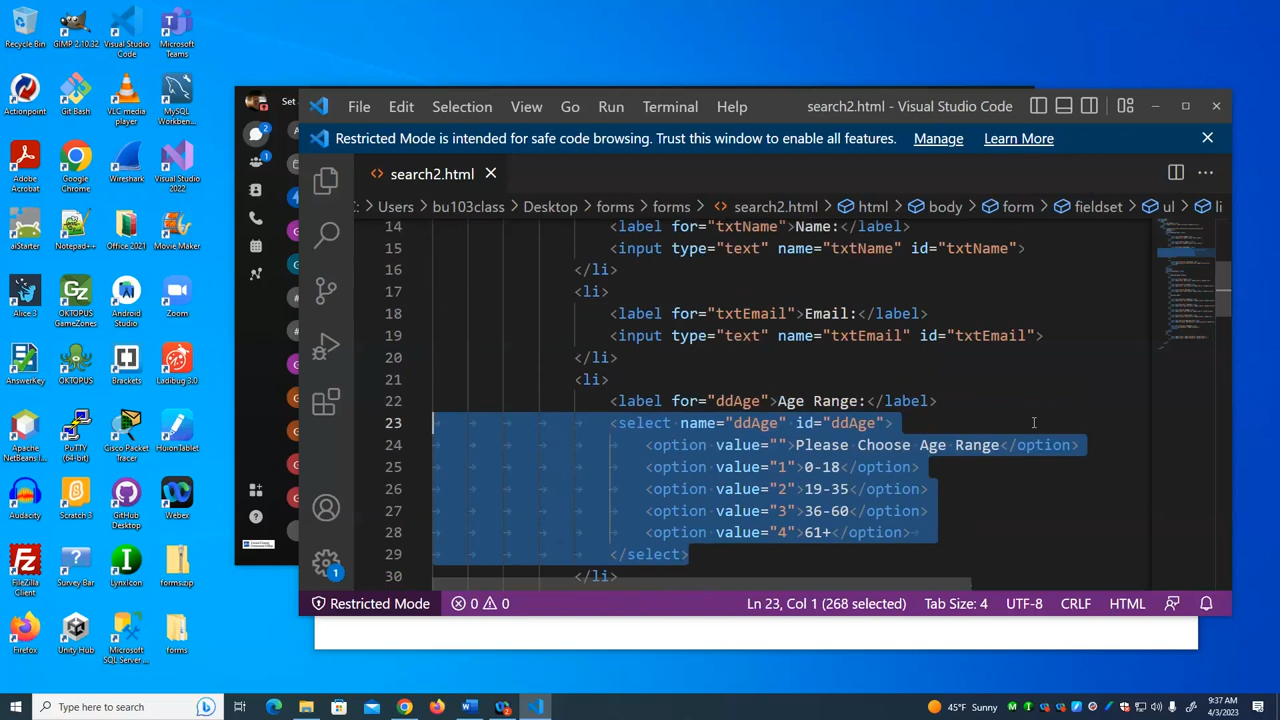 Recycle Bin
GIMP 2.10.32
Visual Studio
Code
Microsoft
Teams
Actionpoint
Git Bash
VLC media
player
MySQL
Workben...
Adobe
Acrobat
Google
Chrome
Wireshark
Visual Studio
2022
aiStarter
Notepad++
Office 2021
Movie Maker
Alice 3
OKTOPUS
GameZones
Android
Studio
Zoom
AnswerKey
OKTOPUS
Brackets
Ladibug 3.0
Apache
NetBeans I...
PuTTY
(64-bit)
Cisco Packet
Tracer
HuionTablet
Audacity
Scratch 3
GitHub
Desktop
Webex
FileZilla
Client
Survey Bar
LynxIcon
forms.zip
Firefox
Unity Hub
Microsoft
SQL Server ...
forms
Set
File Edit Selection View Go Run Terminal Help
search2.html - Visual Studio Code
Restricted Mode is intended for safe code browsing. Trust this window to enable all features. Manage Learn More
search2.html
C: > Users > bu103class > Desktop > forms > forms > search2.html > html > body > form > fieldset > ul > li
14 <label for="txtName">Name:</label>
15 <input type="text" name="txtName" id="txtName">
16 </li>
17 <li>
18 <label for="txtEmail">Email:</label>
19 <input type="text" name="txtEmail" id="txtEmail">
20 </li>
21 <li>
22 <label for="ddAge">Age Range:</label>
23 <select name="ddAge" id="ddAge">
24 <option value="">Please Choose Age Range</option>
25 <option value="1">0-18</option>
26 <option value="2">19-35</option>
27 <option value="3">36-60</option>
28 <option value="4">61+</option>
29 </select>
30 </li>
Restricted Mode 0 0 Ln 23, Col 1 (268 selected) Tab Size: 4 UTF-8 CRLF HTML
Type here to search
45°F Sunny
9:37 AM
4/3/2023